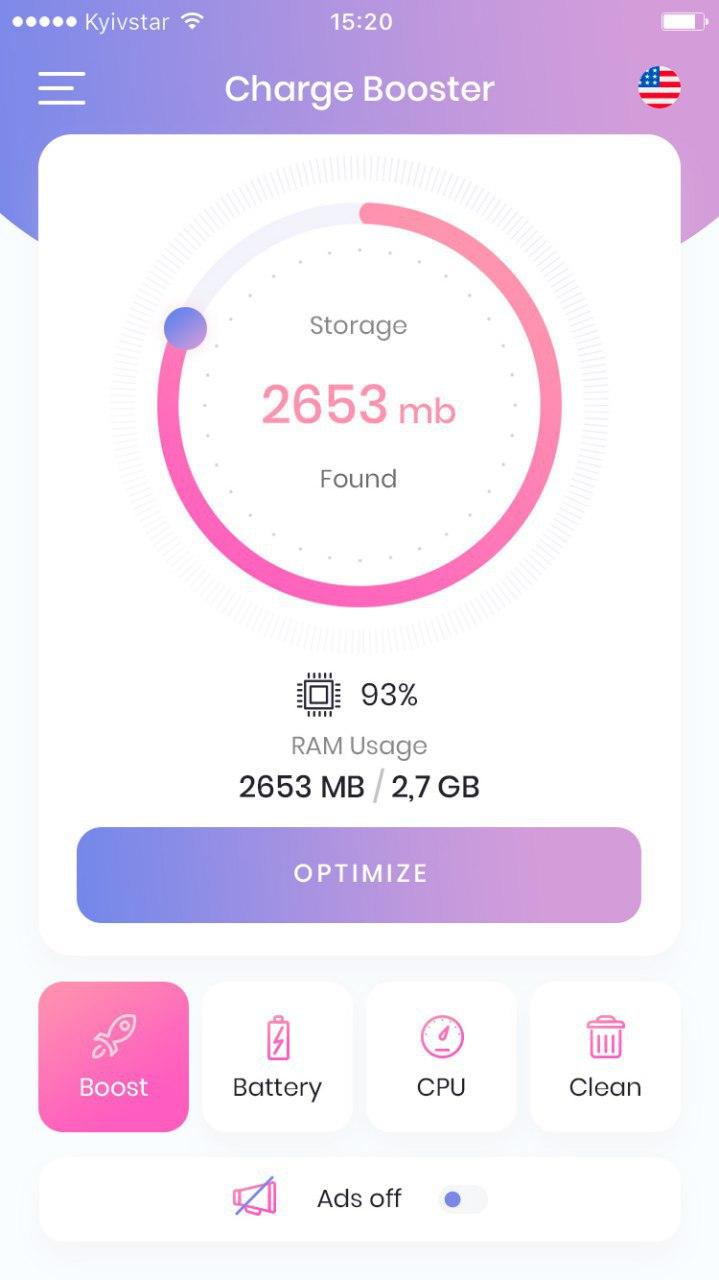 Kyivstar 15:20
Charge Booster
Storage
2653 mb
Found
93%
RAM Usage
2653 MB / 2,7 GB
OPTIMIZE
Boost Battery CPU Clean
Ads off